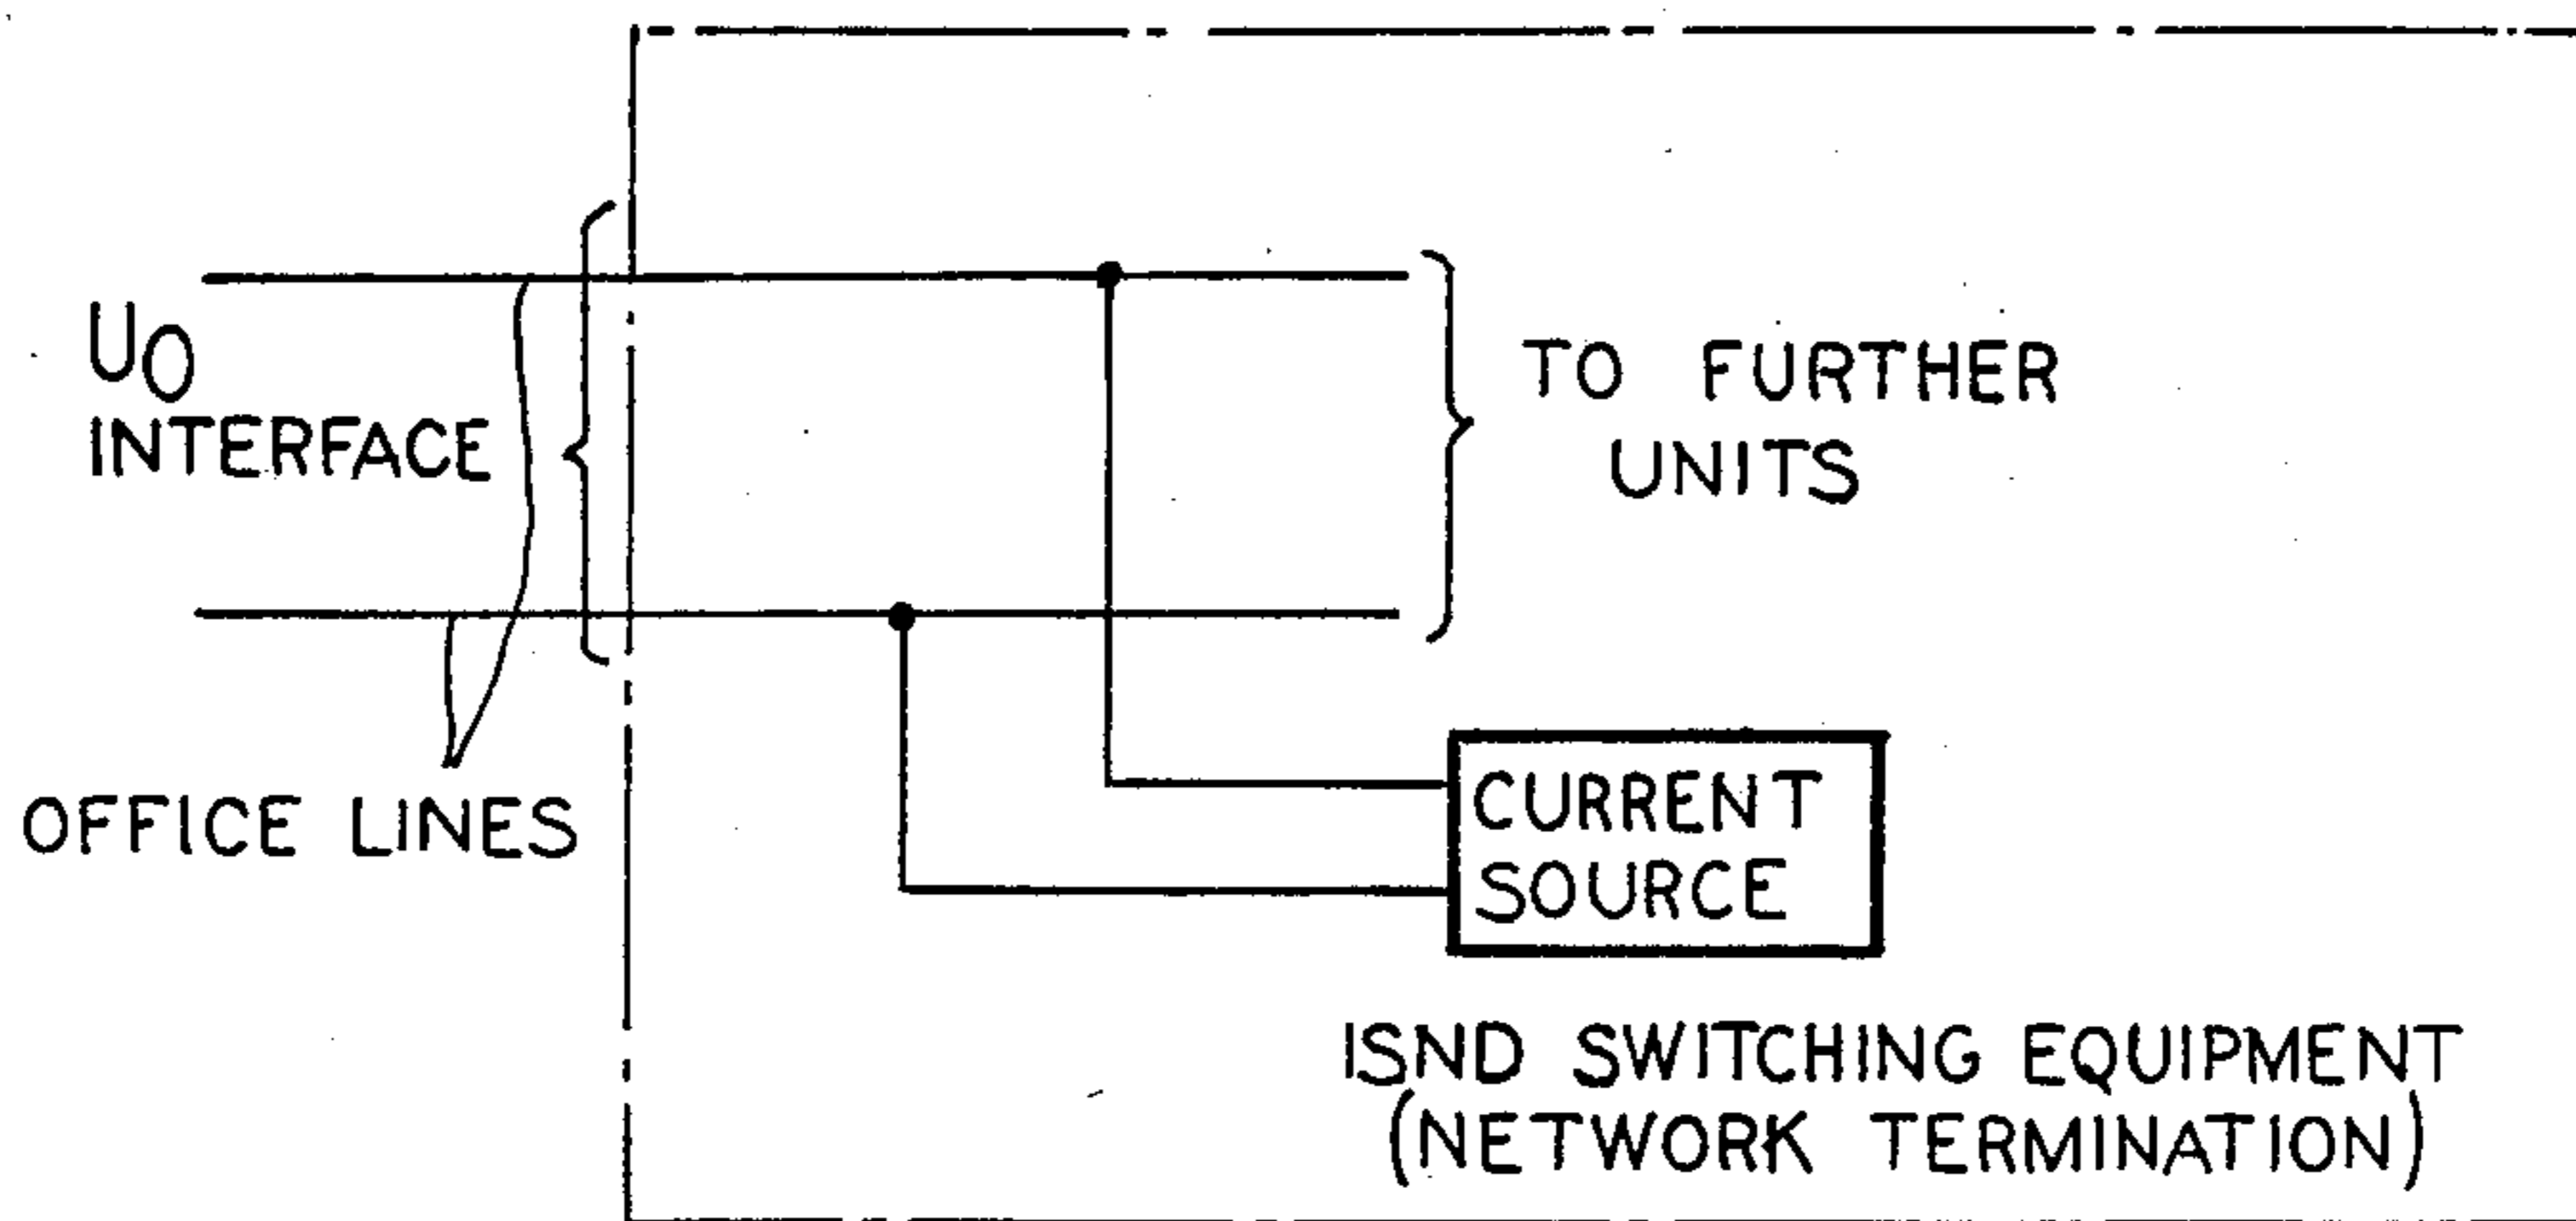 U0
INTERFACE
TO FURTHER
UNITS
OFFICE LINES
CURRENT
SOURCE
ISND SWITCHING EQUIPMENT
(NETWORK TERMINATION)